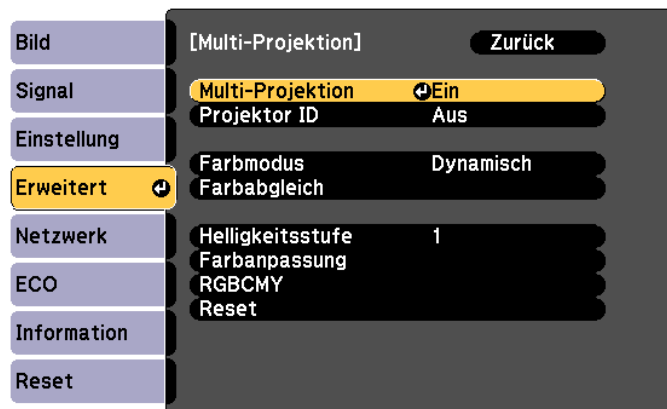 Bild
Signal
Einstellung
Erweitert
Netzwerk
ECO
Information
Reset
[Multi-Projektion] Zurück
Multi-Projektion Ein
Projektor ID Aus
Farbmodus Dynamisch
Farbabgleich
Helligkeitsstufe 1
Farbanpassung
RGBCMY
Reset